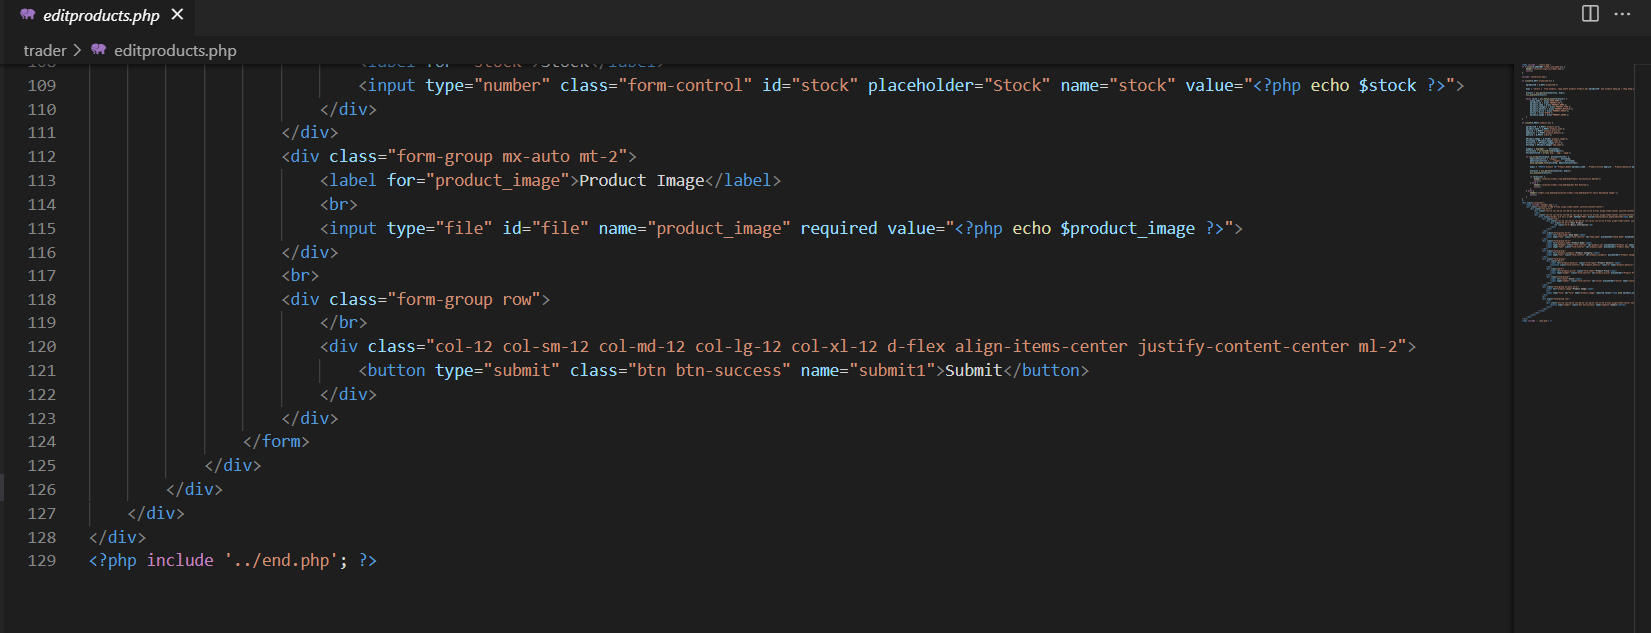 editproducts.php
trader > editproducts.php
109 <input type="number" class="form-control" id="stock" placeholder="Stock" name="stock" value="<?php echo $stock ?>">
110 </div>
111 </div>
112 <div class="form-group mx-auto mt-2">
113 <label for="product_image">Product Image</label>
114 <br>
115 <input type="file" id="file" name="product_image" required value="<?php echo $product_image ?>">
116 </div>
117 <br>
118 <div class="form-group row">
119 </br>
120 <div class="col-12 col-sm-12 col-md-12 col-lg-12 col-xl-12 d-flex align-items-center justify-content-center ml-2">
121 <button type="submit" class="btn btn-success" name="submit1">Submit</button>
122 </div>
123 </div>
124 </form>
125 </div>
126 </div>
127 </div>
128 </div>
129 <?php include '../end.php'; ?>